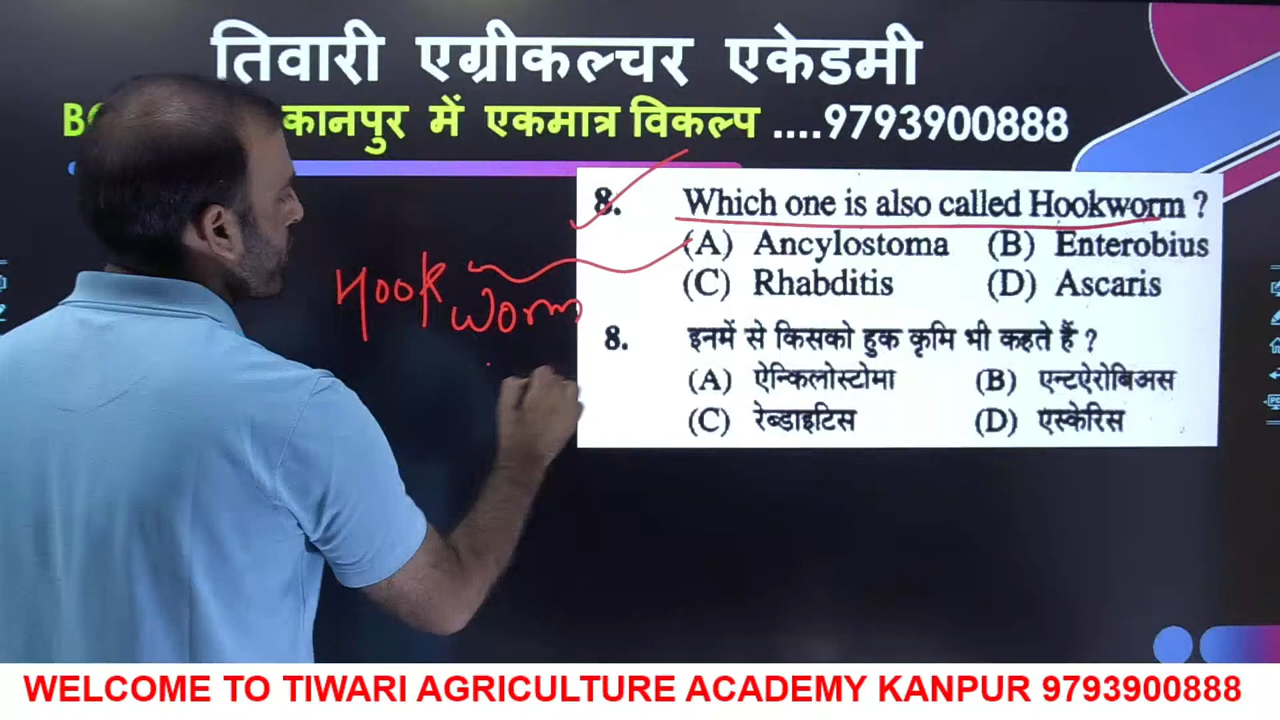 तिवारी एग्रीकल्चर एकेडमी
कानपुर में एकमात्र विकल्प ....9793900888
8. Which one is also called Hookworm ?
(A) Ancylostoma (B) Enterobius
(C) Rhabditis (D) Ascaris
Hook
worm
8. इनमें से किसको हुक कृमि भी कहते हैं ?
(A) ऐन्किलोस्टोमा (B) एन्टऐरोबिअस
(C) रेब्डाइटिस (D) एस्केरिस
WELCOME TO TIWARI AGRICULTURE ACADEMY KANPUR 9793900888